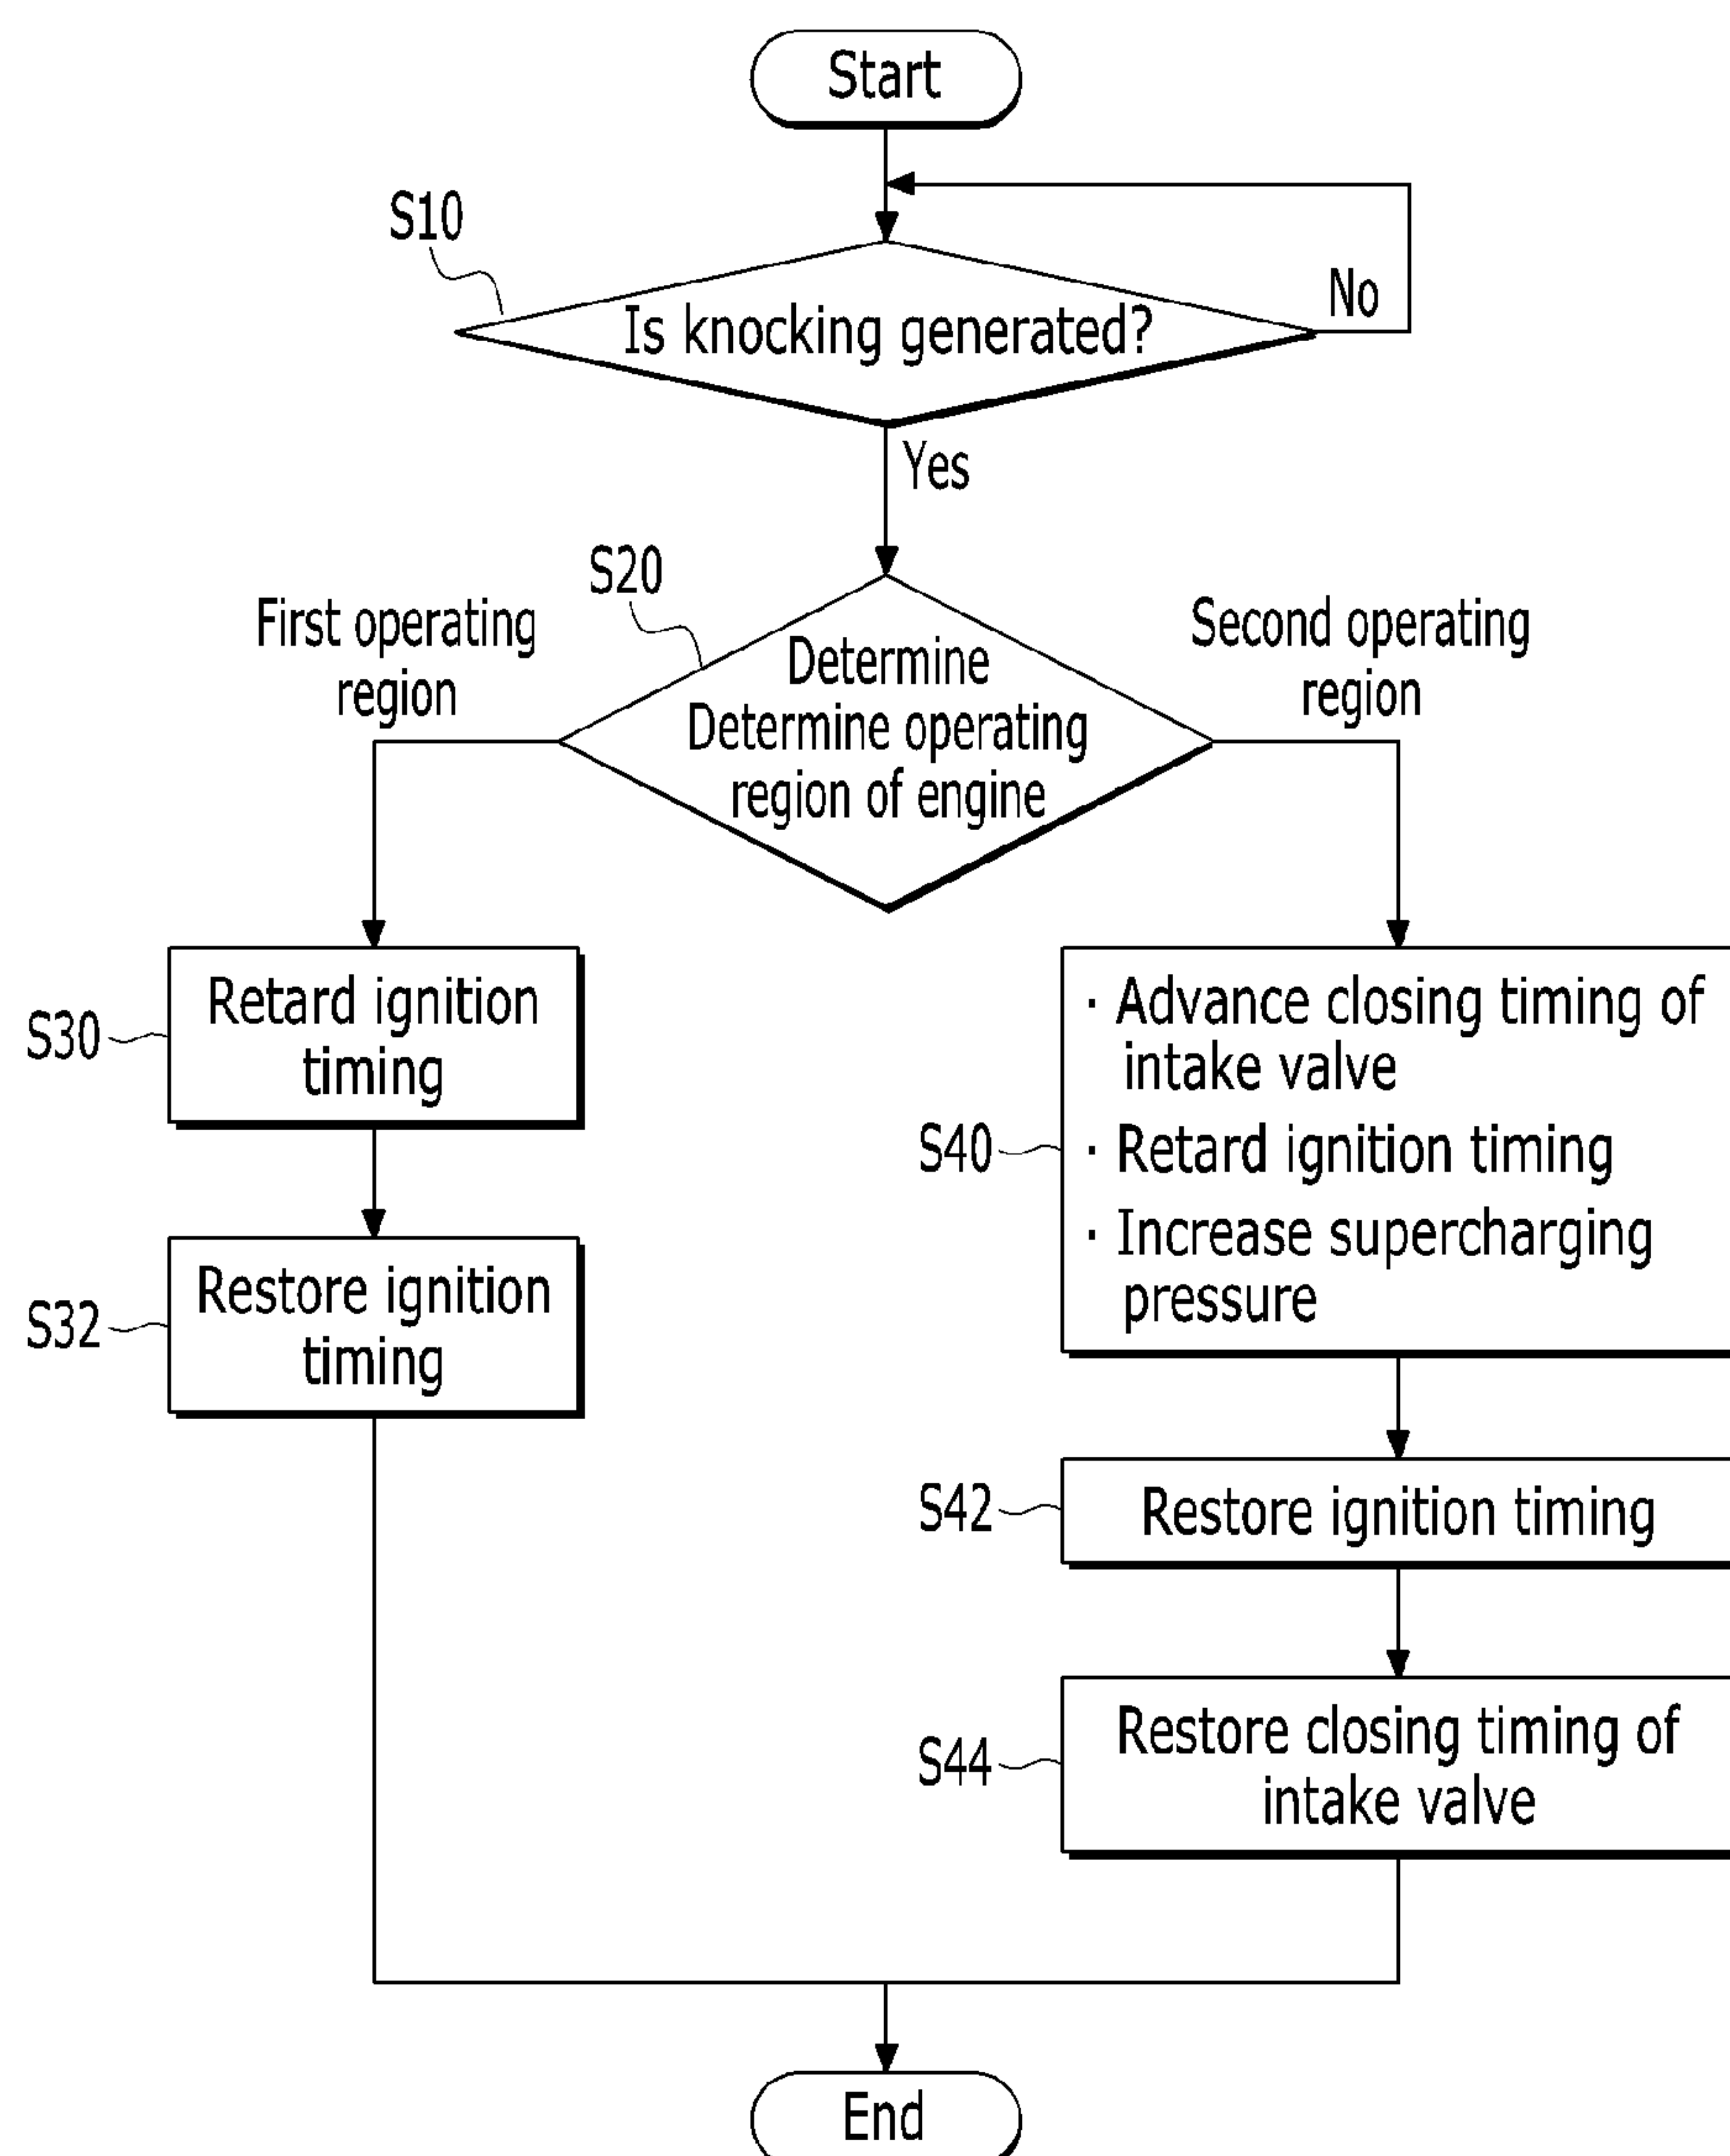 Start
S10
Is knocking generated?
No
Yes
S20
First operating
region
Determine
Determine operating
region of engine
Second operating
region
S30
Retard ignition
timing
S32
Restore ignition
timing
S40
· Advance closing timing of
intake valve
· Retard ignition timing
· Increase supercharging
pressure
S42
Restore ignition timing
S44
Restore closing timing of
intake valve
End